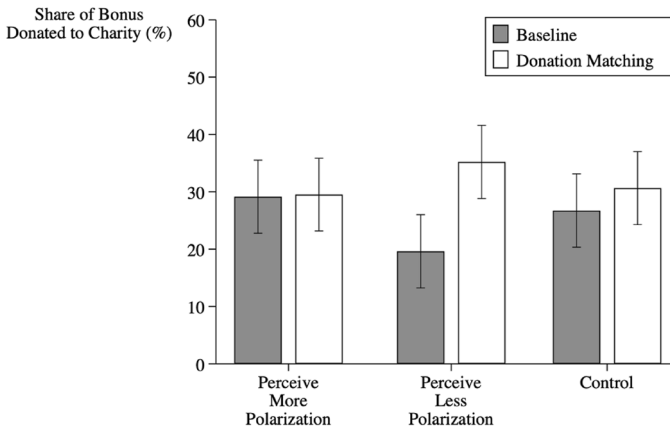 Share of Bonus
Donated to Charity (%)
60
50
40
30
20
10
0
Baseline
Donation Matching
Perceive
More
Polarization
Perceive
Less
Polarization
Control